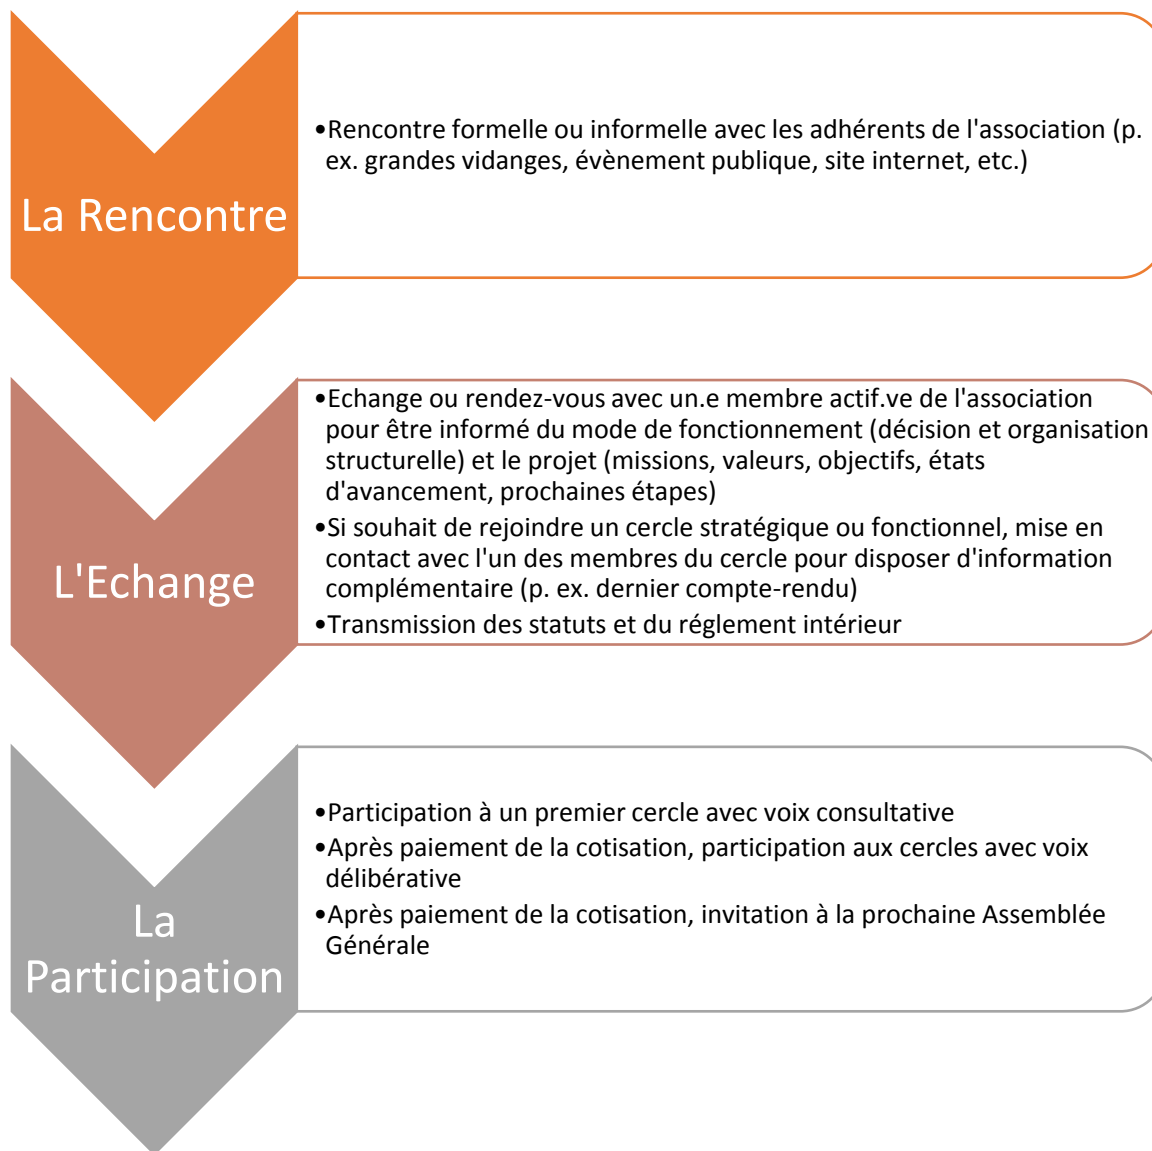 La Rencontre
•Rencontre formelle ou informelle avec les adhérents de l'association (p.
ex. grandes vidanges, évènement publique, site internet, etc.)
L'Echange
•Echange ou rendez-vous avec un.e membre actif.ve de l'association
pour être informé du mode de fonctionnement (décision et organisation
structurelle) et le projet (missions, valeurs, objectifs, états
d'avancement, prochaines étapes)
•Si souhait de rejoindre un cercle stratégique ou fonctionnel, mise en
contact avec l'un des membres du cercle pour disposer d'information
complémentaire (p. ex. dernier compte-rendu)
•Transmission des statuts et du réglement intérieur
La
Participation
•Participation à un premier cercle avec voix consultative
•Après paiement de la cotisation, participation aux cercles avec voix
délibérative
•Après paiement de la cotisation, invitation à la prochaine Assemblée
Générale